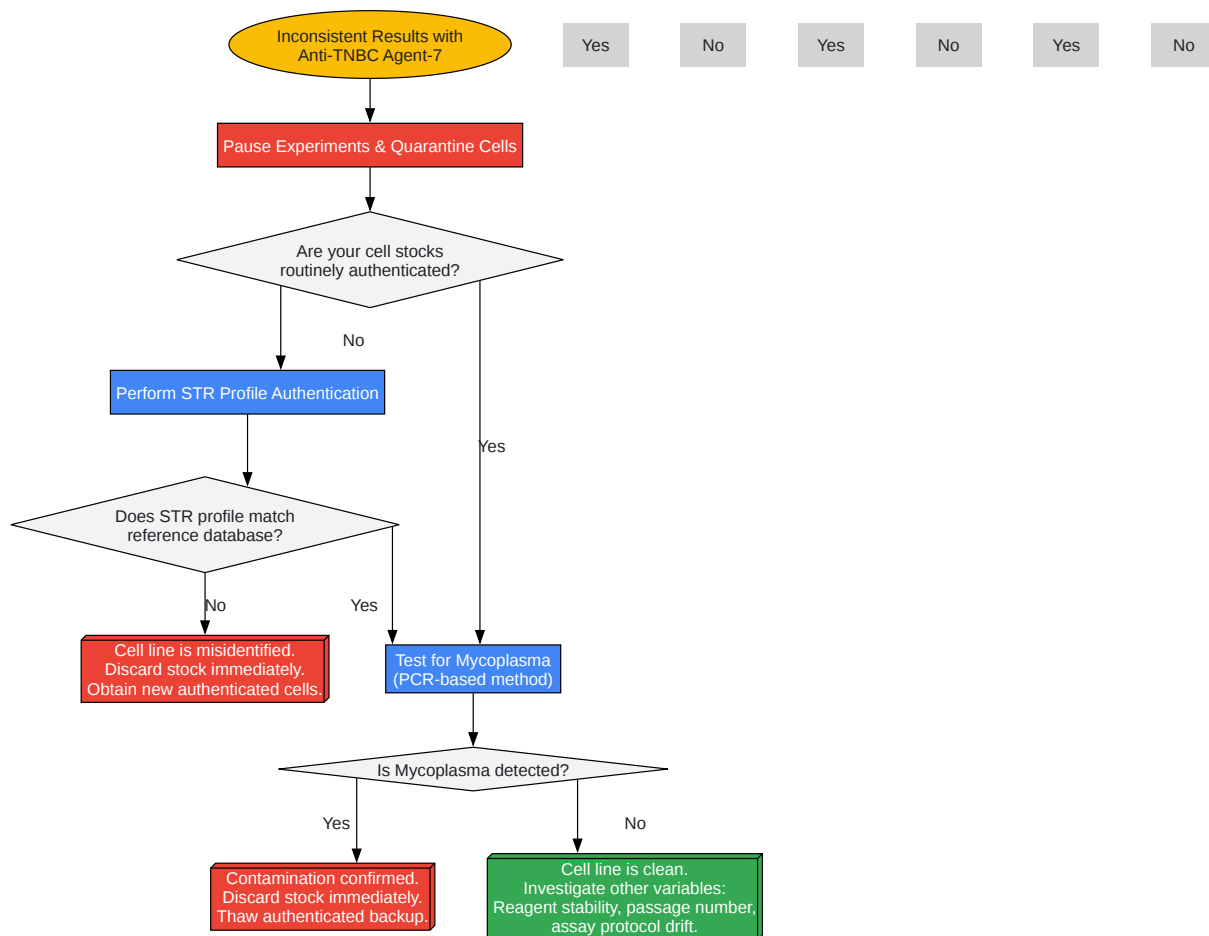 Inconsistent Results with
Anti-TNBC Agent-7
Yes
No
Yes
No
Yes
No
Pause Experiments & Quarantine Cells
Are your cell stocks
routinely authenticated?
No
Perform STR Profile Authentication
Yes
Does STR profile match
reference database?
No
Yes
Cell line is misidentified.
Discard stock immediately.
Obtain new authenticated cells.
Test for Mycoplasma
(PCR-based method)
Is Mycoplasma detected?
Yes
No
Contamination confirmed.
Discard stock immediately.
Thaw authenticated backup.
Cell line is clean.
Investigate other variables:
Reagent stability, passage number,
assay protocol drift.